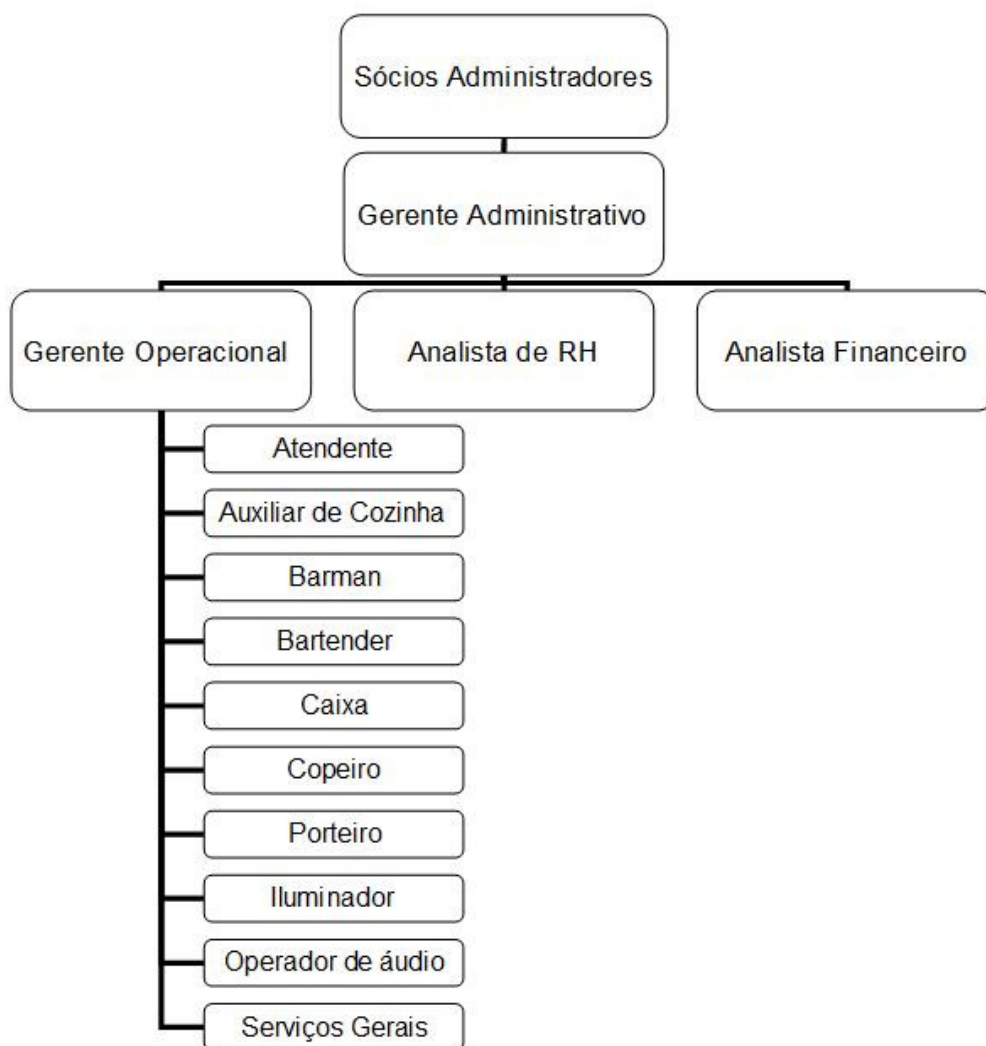 Sócios Administradores
Gerente Administrativo
Gerente Operacional
Analista de RH
Analista Financeiro
Atendente
Auxiliar de Cozinha
Barman
Bartender
Caixa
Copeiro
Porteiro
Iluminador
Operador de áudio
Serviços Gerais